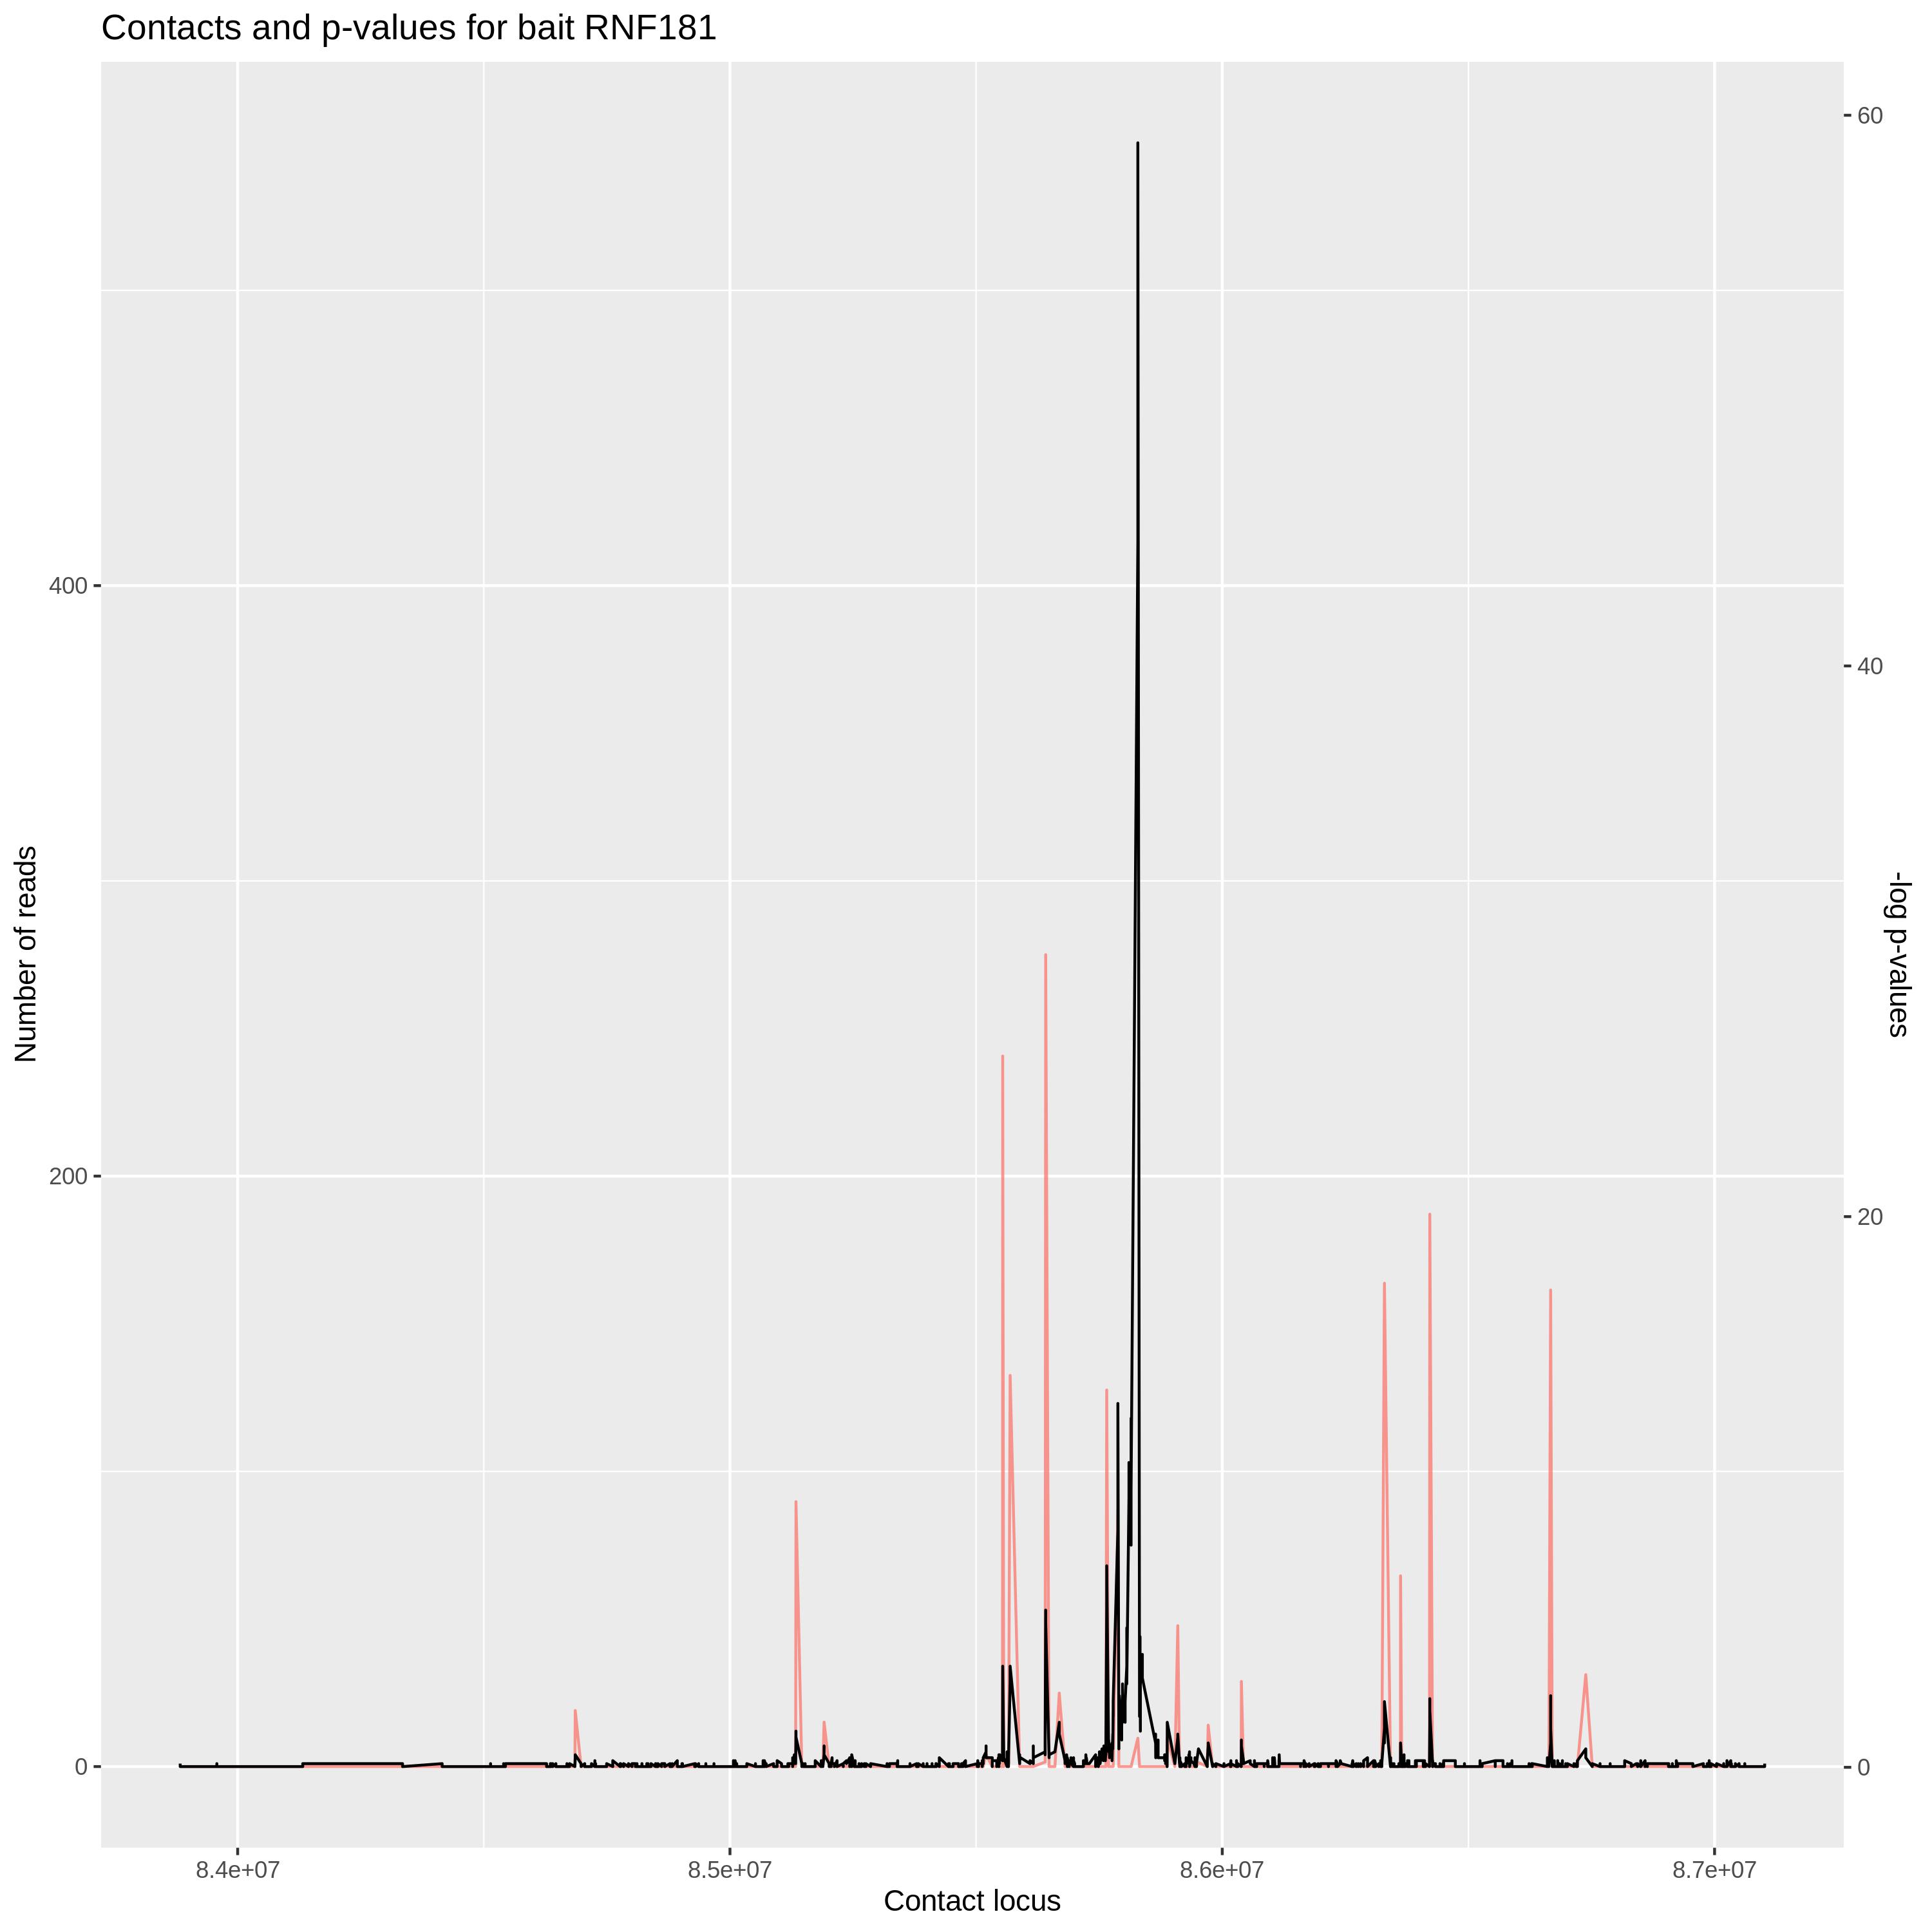 Contacts and p-values for bait RNF181
60
400
40
Number of reads
-log p-values
200
20
0
0
8.4e+07
8.5e+07
8.6e+07
8.7e+07
Contact locus